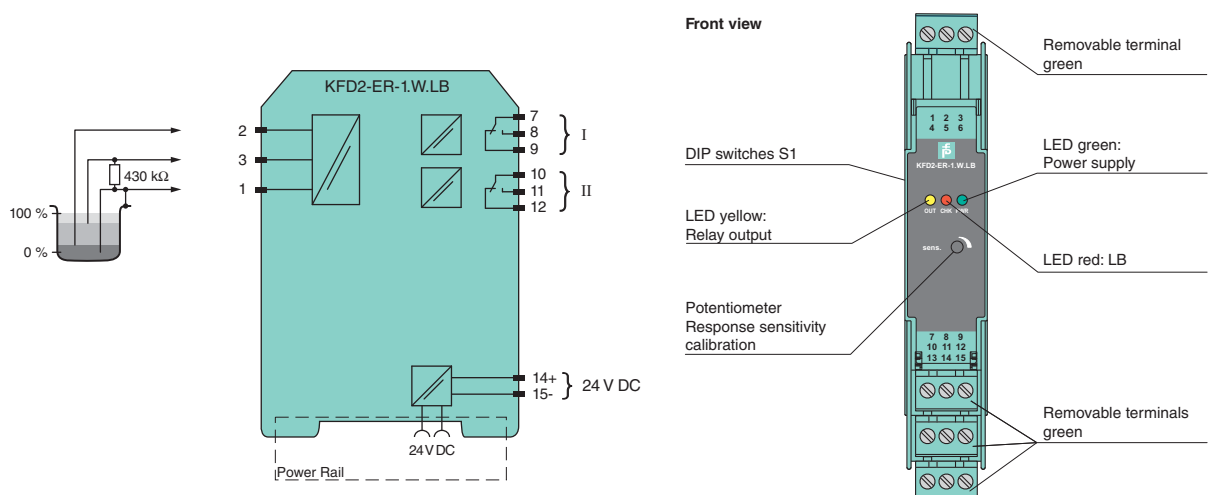 KFD2-ER-1.W.LB
2
3
1
430 kΩ
100 %
0 %
7
8
9
I
10
11
12
II
14+
15-
24 V DC
24 V DC
Power Rail
Front view
Removable terminal
green
1 2 3
4 5 6
KFD2-ER-1.W.LB
DIP switches S1
LED green:
Power supply
OUT CHK PWR
LED yellow:
Relay output
sens.
LED red: LB
Potentiometer
Response sensitivity
calibration
7 8 9
10 11 12
13 14 15
Removable terminals
green